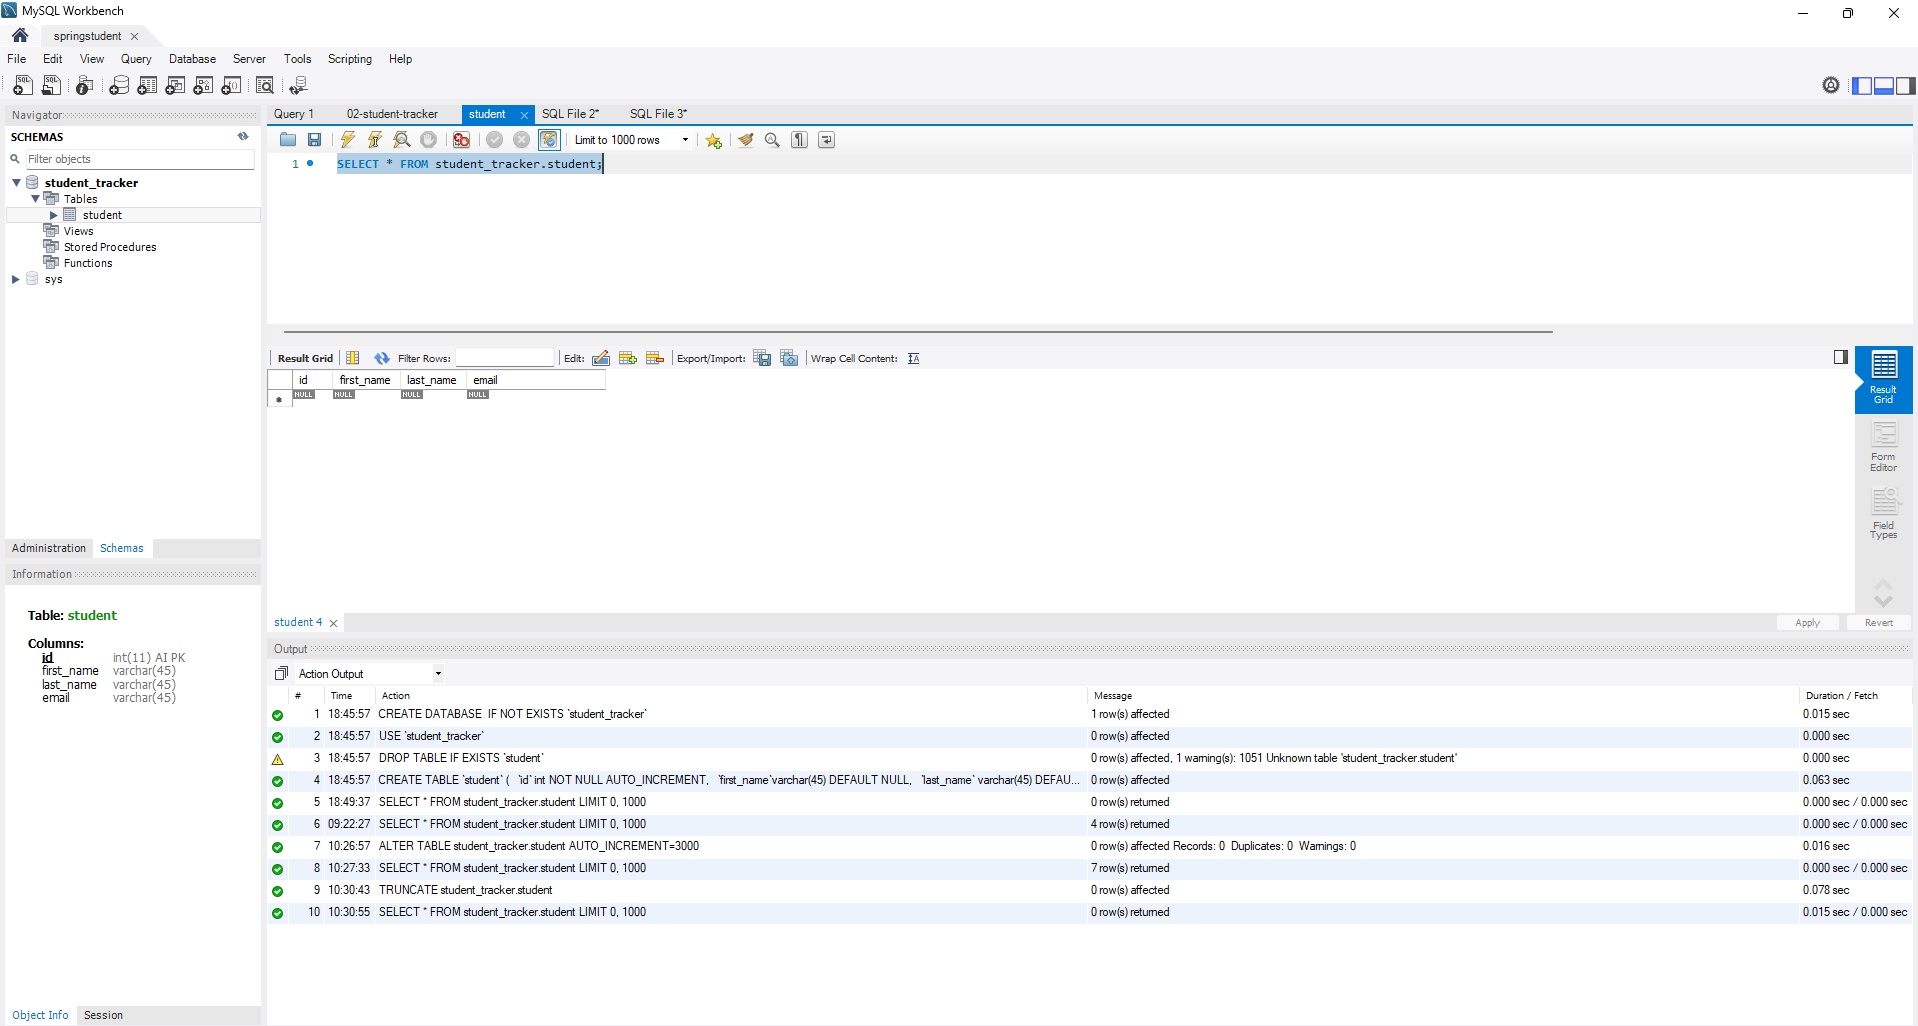 MySQL Workbench
springstudent
File Edit View Query Database Server Tools Scripting Help
Navigator
SCHEMAS
Filter objects
student_tracker
Tables
student
Views
Stored Procedures
Functions
sys
Administration Schemas
Information
Table: student
Columns:
id int(11) AI PK
first_name varchar(45)
last_name varchar(45)
email varchar(45)
Object Info Session
Query 1 02-student-tracker student SQL File 2* SQL File 3*
Limit to 1000 rows
1 SELECT * FROM student_tracker.student;
Result Grid Filter Rows: Edit: Export/Import: Wrap Cell Content:
id first_name last_name email
NULL NULL NULL NULL
Result
Grid
Form
Editor
Field
Types
student 4 Apply Revert
Output
Action Output
# Time Action Message Duration / Fetch
1 18:45:57 CREATE DATABASE IF NOT EXISTS `student_tracker` 1 row(s) affected 0.015 sec
2 18:45:57 USE `student_tracker` 0 row(s) affected 0.000 sec
3 18:45:57 DROP TABLE IF EXISTS `student` 0 row(s) affected, 1 warning(s): 1051 Unknown table 'student_tracker.student' 0.000 sec
4 18:45:57 CREATE TABLE `student` ( `id` int NOT NULL AUTO_INCREMENT, `first_name` varchar(45) DEFAULT NULL, `last_name` varchar(45) DEFAU... 0 row(s) affected 0.063 sec
5 18:49:37 SELECT * FROM student_tracker.student LIMIT 0, 1000 0 row(s) returned 0.000 sec / 0.000 sec
6 09:22:27 SELECT * FROM student_tracker.student LIMIT 0, 1000 4 row(s) returned 0.000 sec / 0.000 sec
7 10:26:57 ALTER TABLE student_tracker.student AUTO_INCREMENT=3000 0 row(s) affected Records: 0 Duplicates: 0 Warnings: 0 0.016 sec
8 10:27:33 SELECT * FROM student_tracker.student LIMIT 0, 1000 7 row(s) returned 0.000 sec / 0.000 sec
9 10:30:43 TRUNCATE student_tracker.student 0 row(s) affected 0.078 sec
10 10:30:55 SELECT * FROM student_tracker.student LIMIT 0, 1000 0 row(s) returned 0.015 sec / 0.000 sec